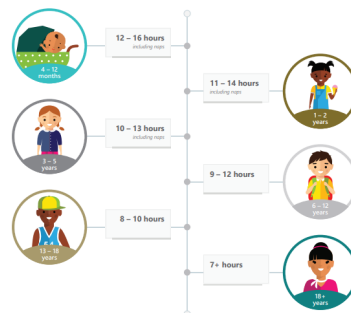 12 – 16 hours
including naps
4 – 12
months
11 – 14 hours
including naps
1 – 2
years
10 – 13 hours
including naps
3 – 5
years
9 – 12 hours
6 – 12
years
8 – 10 hours
13 – 18
years
7+ hours
18+
years